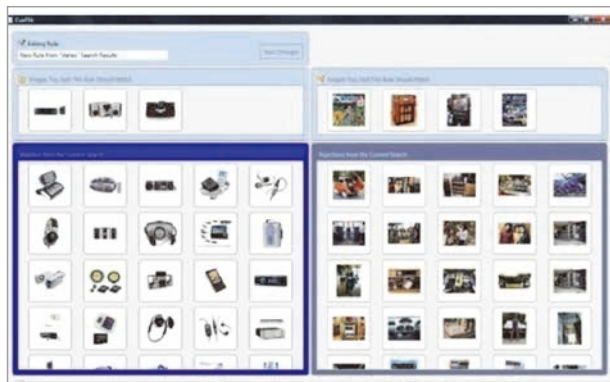 CueFlik
Editing Rule
New Rule from "stereo" Search Results
Save Changes
Images You Said This Rule Should Match
Images You Said This Rule Should Reject
Matches from the Current Search
Rejections from the Current Search